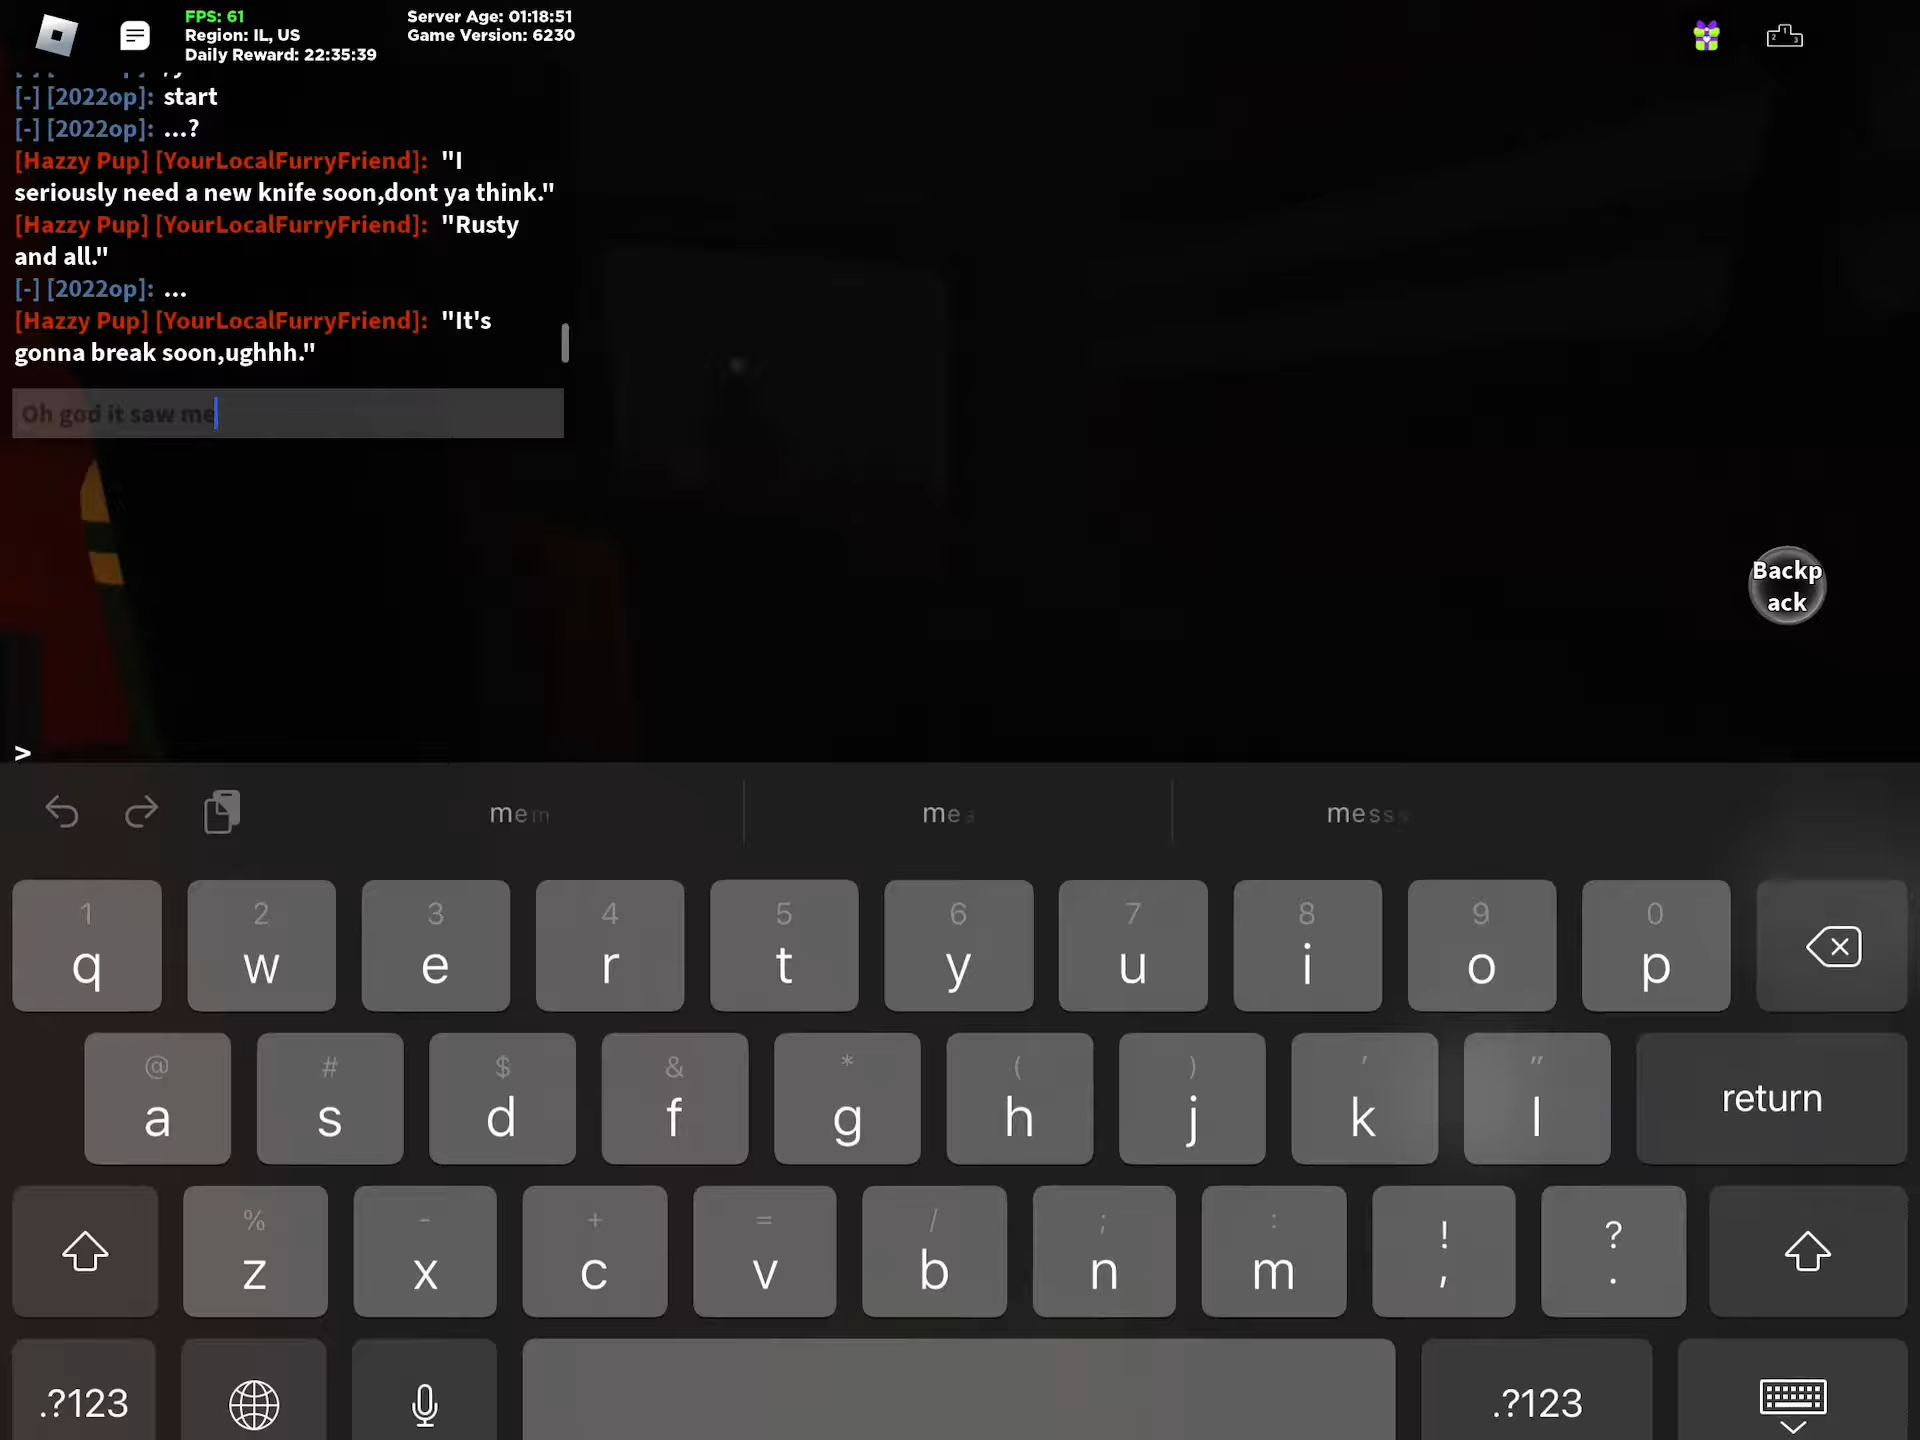 FPS: 61
Region: IL, US
Daily Reward: 22:35:39
Server Age: 01:18:51
Game Version: 6230
[-] [2022op]: start
[-] [2022op]: ...?
[Hazzy Pup] [YourLocalFurryFriend]: "I
seriously need a new knife soon,dont ya think."
[Hazzy Pup] [YourLocalFurryFriend]: "Rusty
and all."
[-] [2022op]: ...
[Hazzy Pup] [YourLocalFurryFriend]: "It's
gonna break soon,ughhh."
Oh god it saw me
Backp
ack
>
mem mea mess
1 2 3 4 5 6 7 8 9 0
q w e r t y u i o p
@ # $ & * ( ) ' "
a s d f g h j k l return
% - + = / ; : ! ?
z x c v b n m , .
.?123 .?123